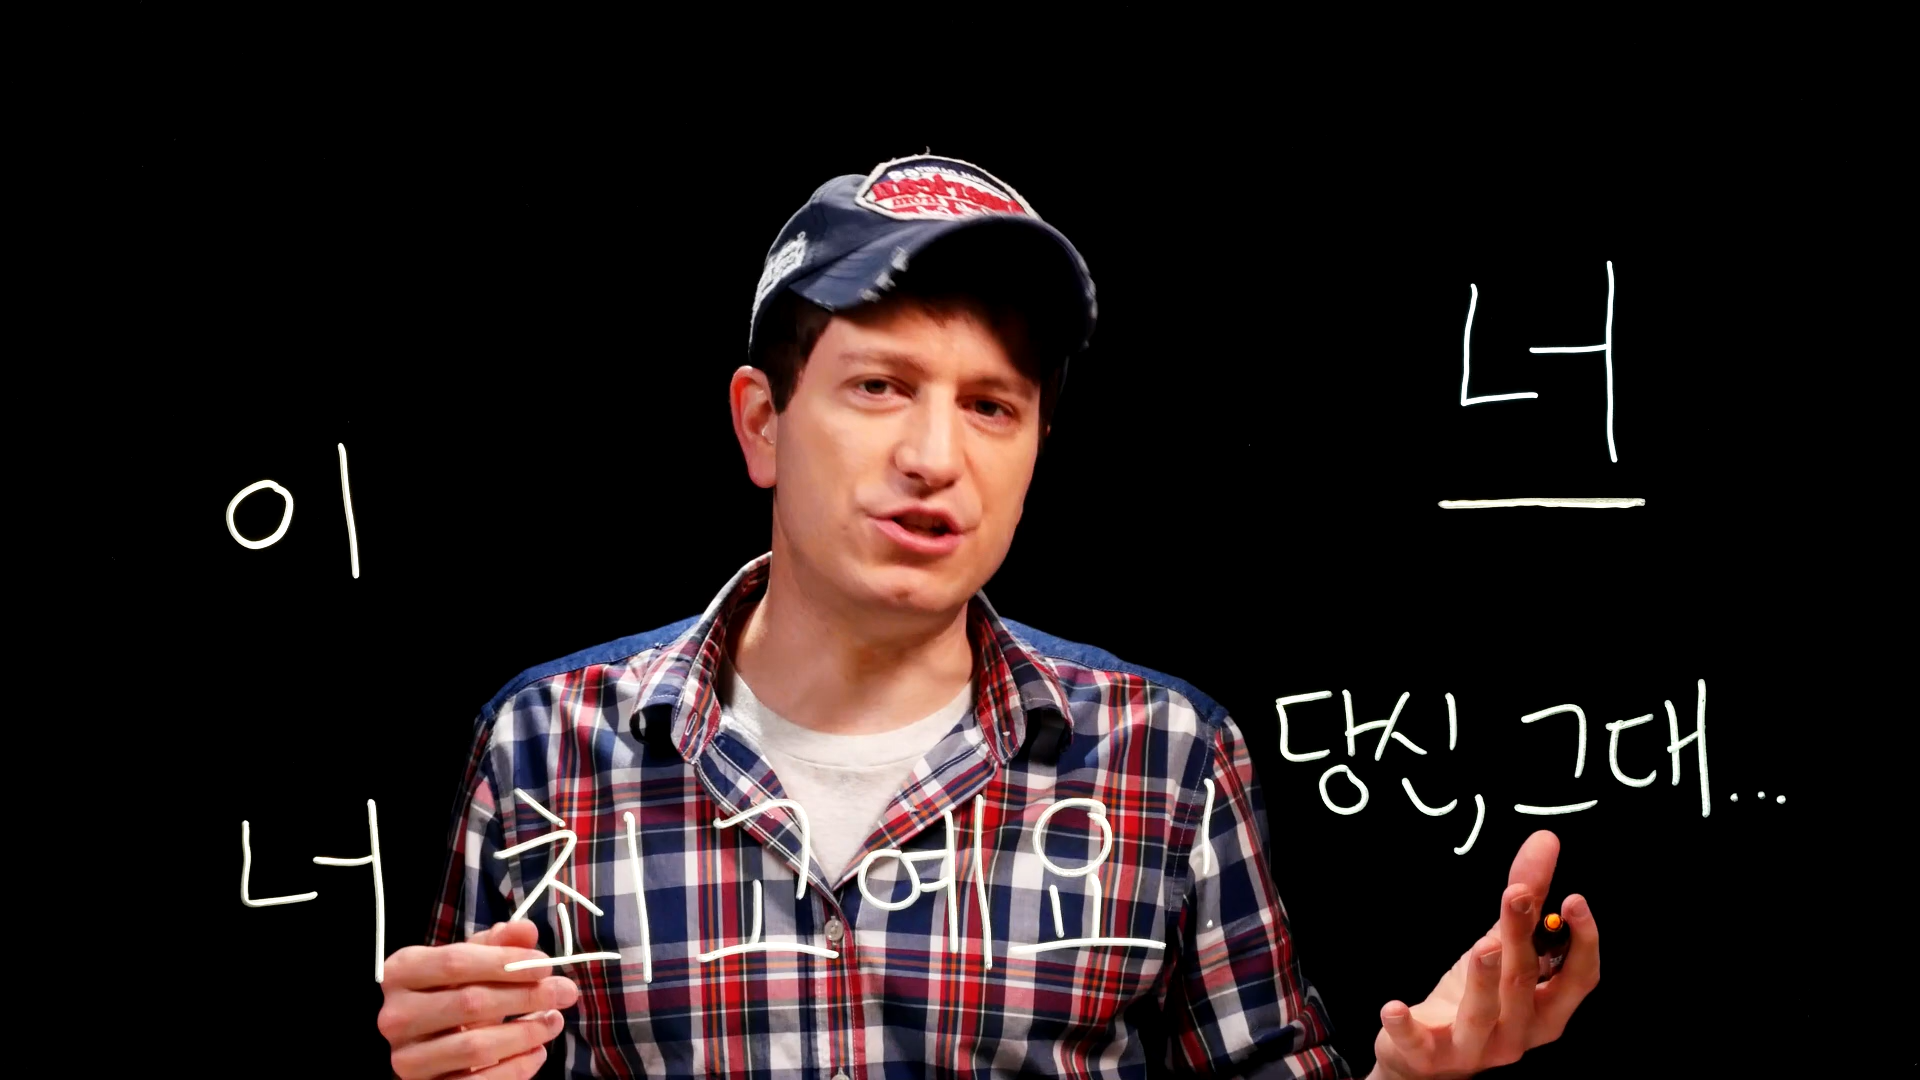 너
이
당신, 그대...
너 최고예요!